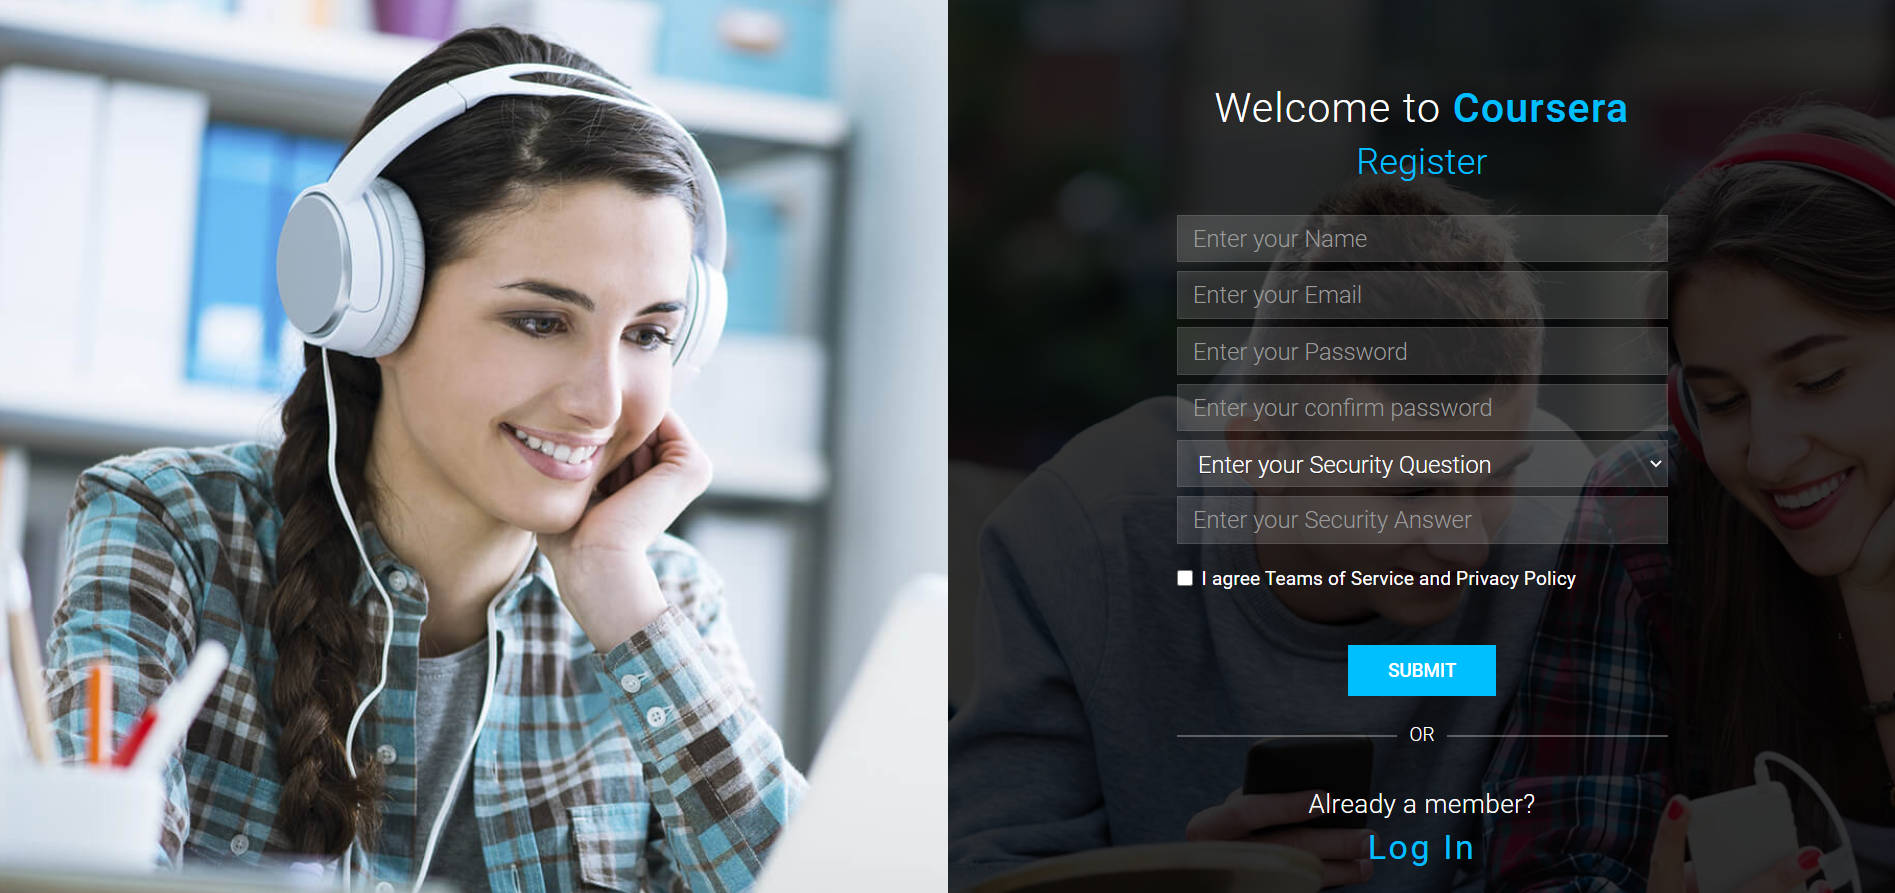 Welcome to Coursera
Register
Enter your Name
Enter your Email
Enter your Password
Enter your confirm password
Enter your Security Question
Enter your Security Answer
I agree Teams of Service and Privacy Policy
SUBMIT
OR
Already a member?
Log In